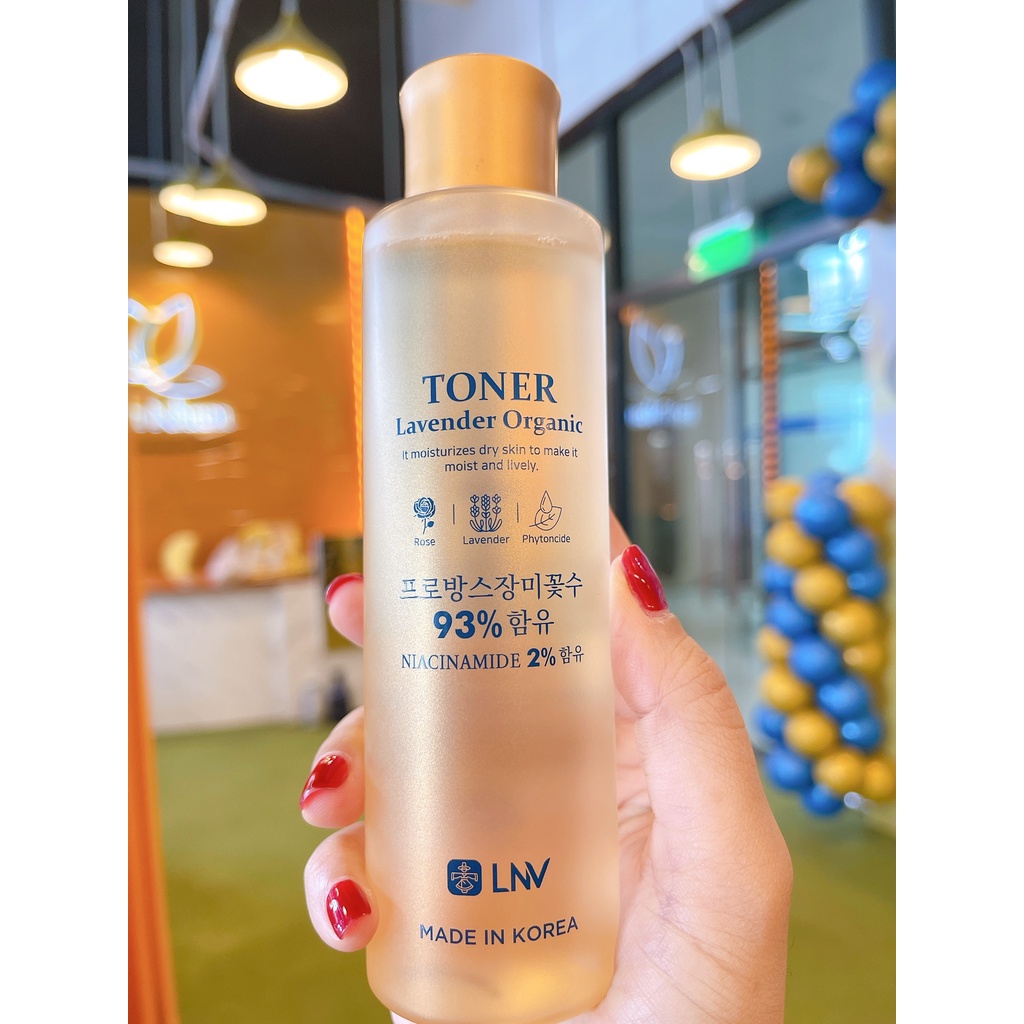 TONER
Lavender Organic
It moisturizes dry skin to make it
moist and lively.
Rose | Lavender | Phytoncide
프로방스장미꽃수
93% 함유
NIACINAMIDE 2% 함유
LNV
MADE IN KOREA